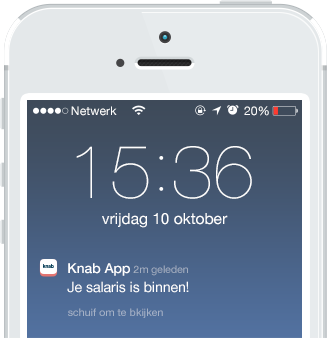 Netwerk 20%
15:36
vrijdag 10 oktober
knab
Knab App 2m geleden
Je salaris is binnen!
schuif om te bkijken